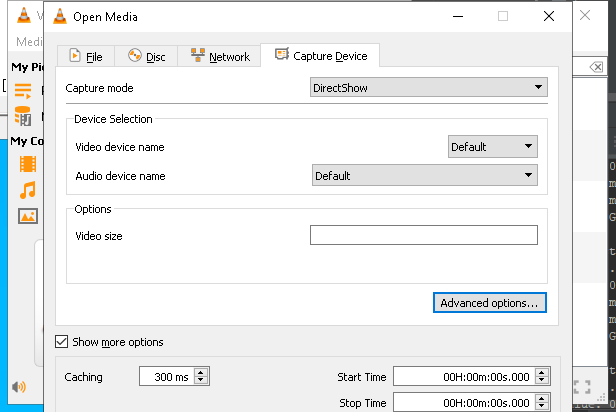 Open Media
Medi
File
Disc
Network
Capture Device
My Pi
Capture mode
DirectShow
Device Selection
Video device name
Default
My Co
Audio device name
Default
Options
Video size
Advanced options...
Show more options
Caching
300 ms
Start Time
00H:00m:00s.000
Stop Time
00H:00m:00s.000